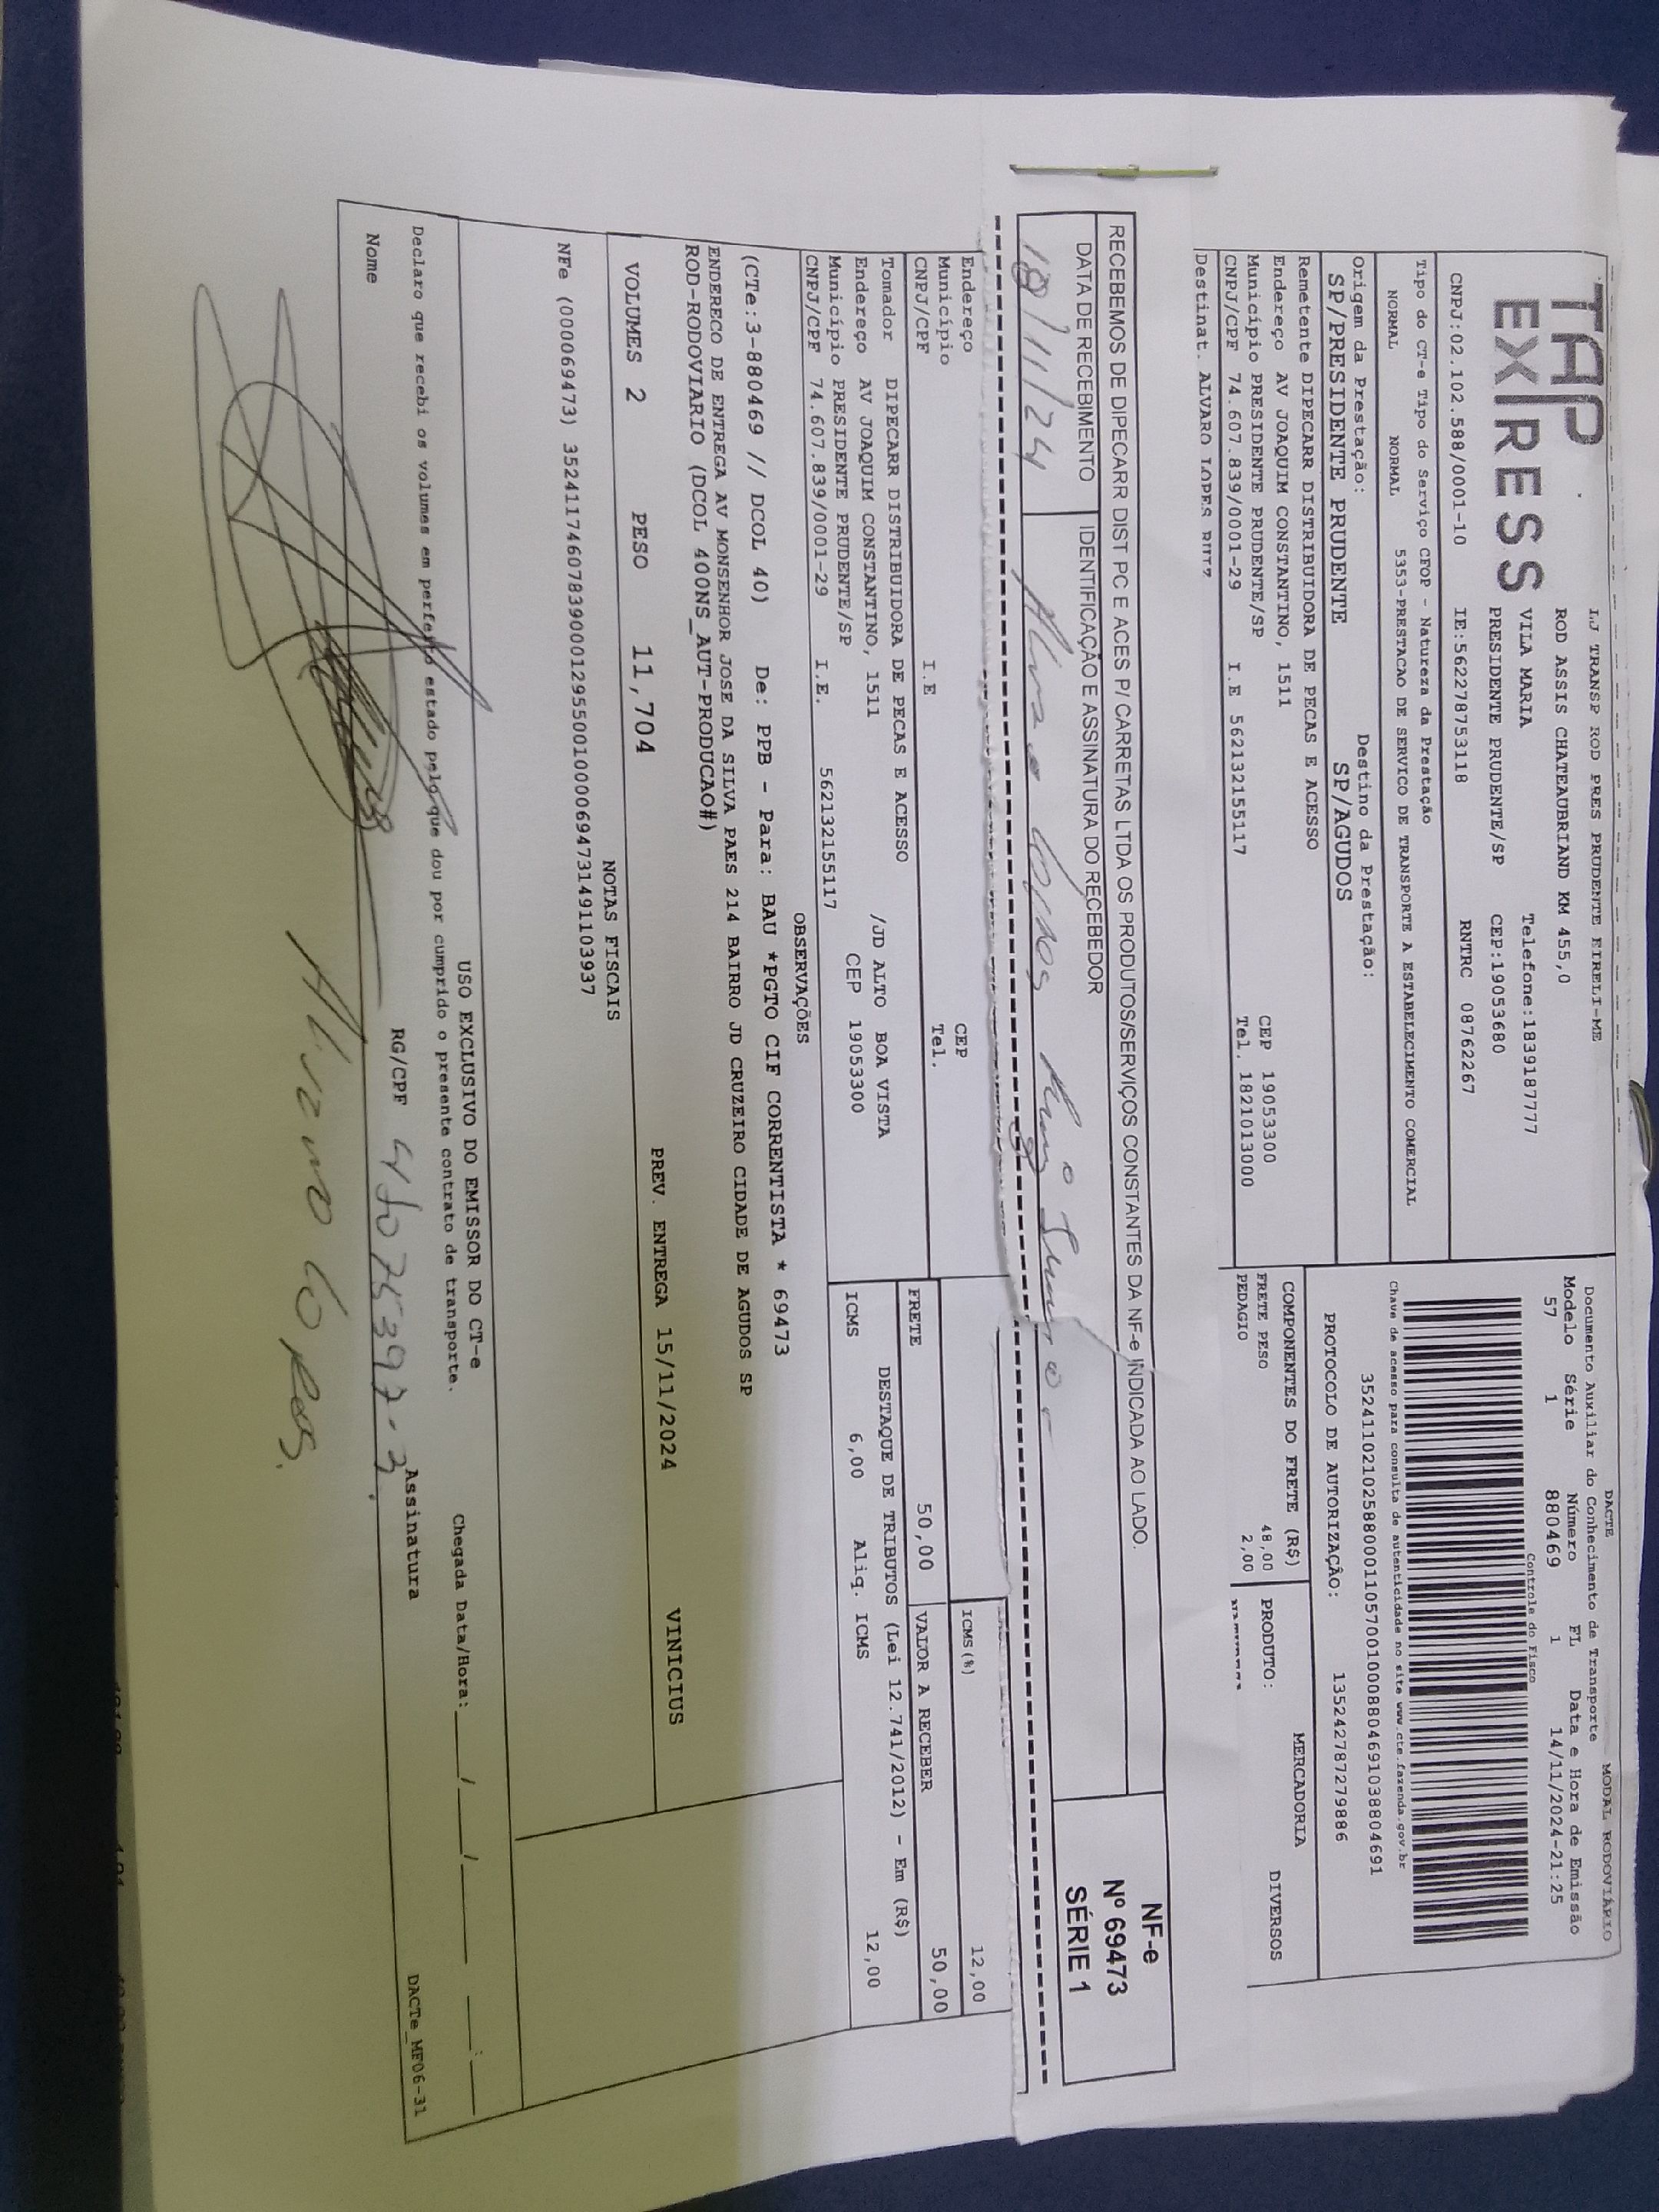 TAP EXPRESS
LJ TRANSP ROD PRES PRUDENTE EIRELI-ME
ROD ASSIS CHATEAUBRIAND KM 455,0
VILA MARIA Telefone:1839187777
PRESIDENTE PRUDENTE/SP CEP:19053680
CNPJ:02.102.588/0001-10 IE:562278753118 RNTRC 08762267
Tipo do CT-e Tipo do Serviço CFOP - Natureza da Prestação
NORMAL NORMAL 5353-PRESTACAO DE SERVICO DE TRANSPORTE A ESTABELECIMENTO COMERCIAL
Origem da Prestação: Destino da Prestação:
SP/PRESIDENTE PRUDENTE SP/AGUDOS
Remetente DIPECARR DISTRIBUIDORA DE PECAS E ACESSO
Endereço AV JOAQUIM CONSTANTINO, 1511 CEP 19053300
Município PRESIDENTE PRUDENTE/SP Tel. 1821013000
CNPJ/CPF 74.607.839/0001-29 I.E 562132155117
Destinat. ALVARO LOPES RUIZ
DACTE MODAL RODOVIÁRIO
Documento Auxiliar do Conhecimento de Transporte
Modelo Série Número FL Data e Hora de Emissão
57 1 880469 1 14/11/2024-21:25
Controle do Fisco
Chave de acesso para consulta de autenticidade no site www.cte.fazenda.gov.br
35241102102588000110570010008804691038804691
PROTOCOLO DE AUTORIZAÇÃO: 135242787279886
COMPONENTES DO FRETE (R$) MERCADORIA
FRETE PESO 48,00 PRODUTO: DIVERSOS
PEDAGIO 2,00
RECEBEMOS DE DIPECARR DIST PC E ACES P/ CARRETAS LTDA OS PRODUTOS/SERVIÇOS CONSTANTES DA NF-e INDICADA AO LADO.
DATA DE RECEBIMENTO IDENTIFICAÇÃO E ASSINATURA DO RECEBEDOR
18/11/24
NF-e
Nº 69473
SÉRIE 1
Endereço CEP
Município Tel.
CNPJ/CPF I.E
ICMS(%) 12,00
Tomador DIPECARR DISTRIBUIDORA DE PECAS E ACESSO
Endereço AV JOAQUIM CONSTANTINO, 1511 /JD ALTO BOA VISTA
Município PRESIDENTE PRUDENTE/SP CEP 19053300
CNPJ/CPF 74.607.839/0001-29 I.E. 562132155117
FRETE 50,00 VALOR A RECEBER 50,00
DESTAQUE DE TRIBUTOS (Lei 12.741/2012) - Em (R$)
ICMS 6,00 Aliq. ICMS 12,00
OBSERVAÇÕES
(CTe:3-880469 // DCOL 40) De: PPB - Para: BAU *PGTO CIF CORRENTISTA * 69473
ENDERECO DE ENTREGA AV MONSENHOR JOSE DA SILVA PAES 214 BAIRRO JD CRUZEIRO CIDADE DE AGUDOS SP
ROD-RODOVIARIO (DCOL 400NS_AUT-PRODUCAO#)
VOLUMES 2 PESO 11,704 PREV. ENTREGA 15/11/2024 VINICIUS
NOTAS FISCAIS
NFe (000069473) 35241174607839000129550010000694731491103937
USO EXCLUSIVO DO EMISSOR DO CT-e
Declaro que recebi os volumes em perfeito estado pelo que dou por cumprido o presente contrato de transporte.
Chegada Data/Hora: ___/___/_____ __:__
Nome RG/CPF Assinatura
Alvaro Lopes.
DACTe_MF06-31